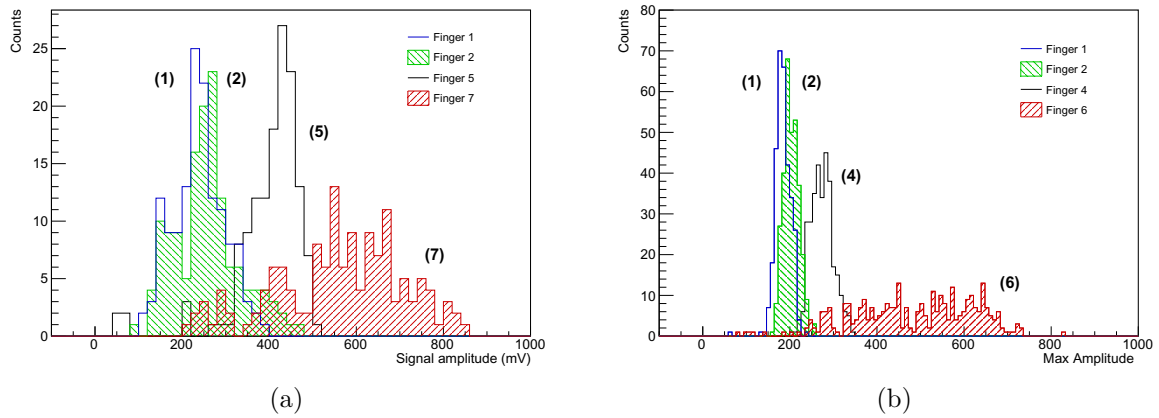 Counts
25
20
15
10
5
0
0
200
400
600
800
1000
Signal amplitude (mV)
(1)
(2)
(5)
(7)
Finger 1
Finger 2
Finger 5
Finger 7
(a)
Counts
80
70
60
50
40
30
20
10
0
0
200
400
600
800
1000
Max Amplitude
(1)
(2)
(4)
(6)
Finger 1
Finger 2
Finger 4
Finger 6
(b)